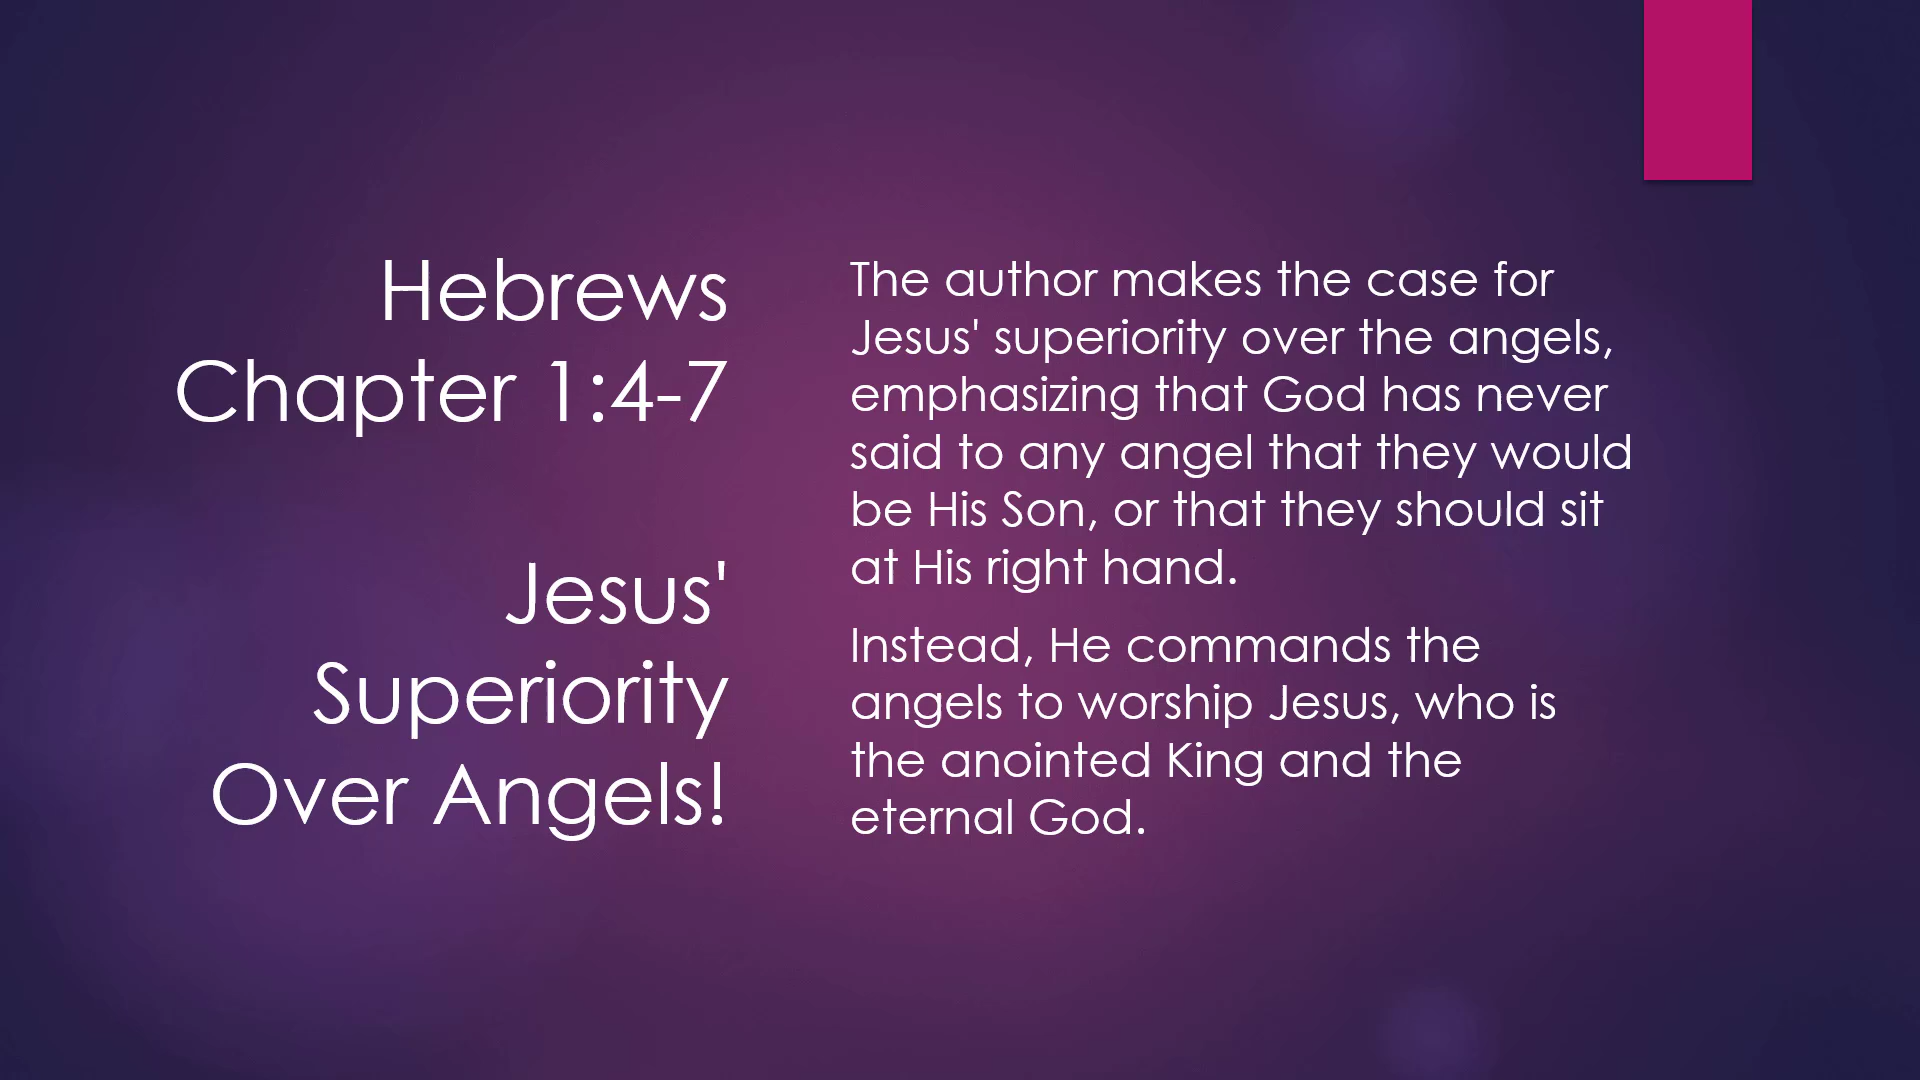 Hebrews
Chapter 1:4-7
Jesus'
Superiority
Over Angels!
The author makes the case for
Jesus' superiority over the angels,
emphasizing that God has never
said to any angel that they would
be His Son, or that they should sit
at His right hand.
Instead, He commands the
angels to worship Jesus, who is
the anointed King and the
eternal God.